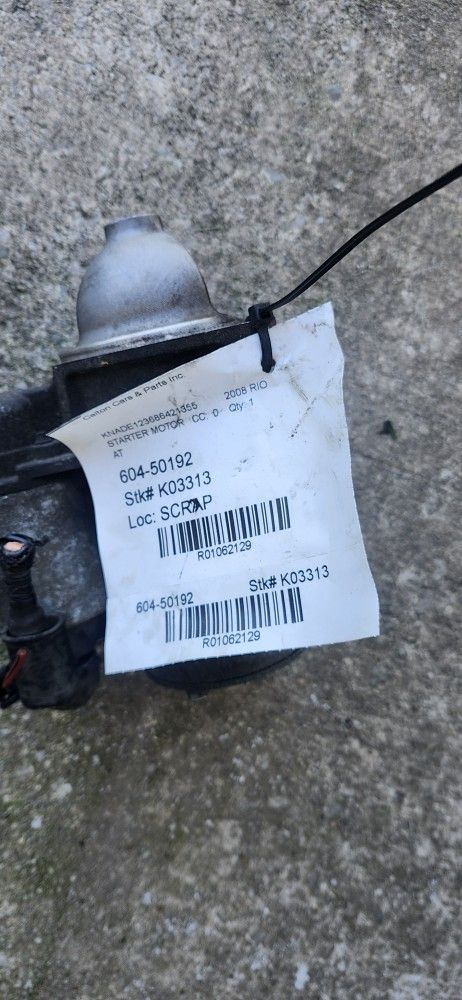 Calton Cars & Parts Inc.
KNADE123686421355 2008 RIO
STARTER MOTOR CC: 0 Qty: 1
AT
604-50192
Stk# K03313
Loc: SCRAP
R01062129
604-50192 Stk# K03313
R01062129